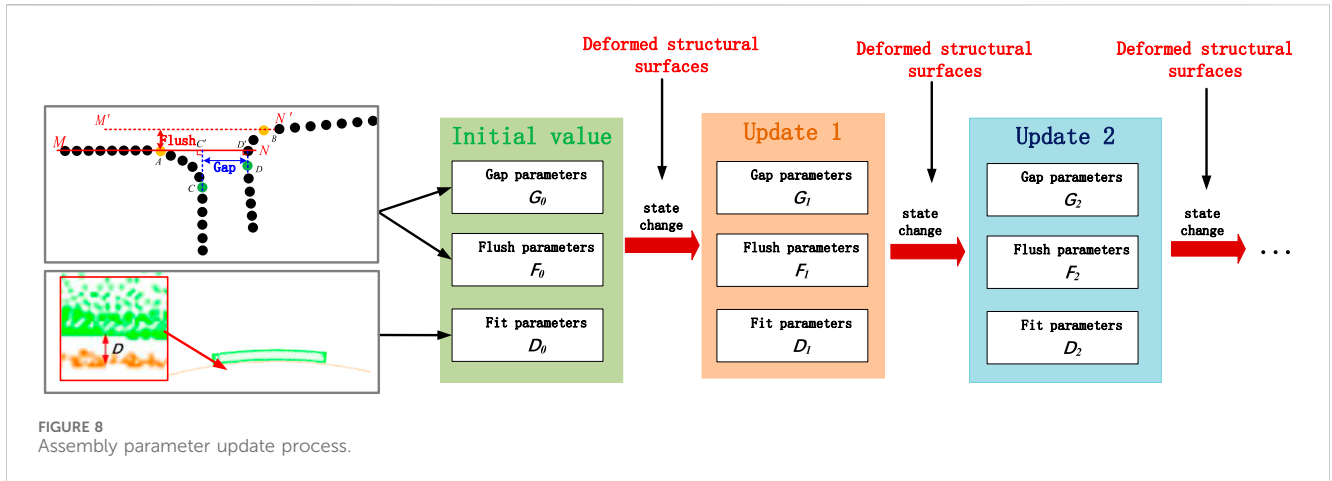 Deformed structural
surfaces
Deformed structural
surfaces
Deformed structural
surfaces
M'
N'
Flush
B
M
C'
D'
N
A
Gap
D
C
D
Initial value
Gap parameters
G0
Flush parameters
F0
Fit parameters
D0
state
change
Update 1
Gap parameters
G1
Flush parameters
F1
Fit parameters
D1
state
change
Update 2
Gap parameters
G2
Flush parameters
F2
Fit parameters
D2
state
change
...
FIGURE 8
Assembly parameter update process.